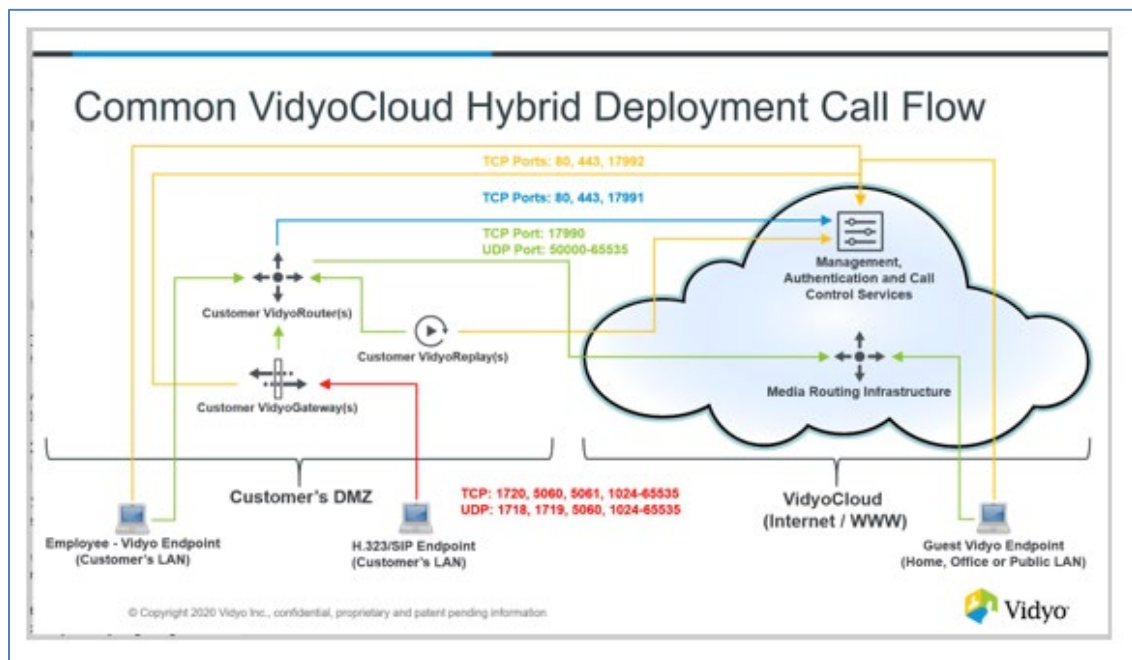 Common VidyoCloud Hybrid Deployment Call Flow
TCP Ports: 80, 443, 17992
TCP Ports: 80, 443, 17991
TCP Port: 17990
UDP Port: 50000-65535
Management,
Authentication and Call
Control Services
Customer VidyoRouter(s)
Customer VidyoReplay(s)
Media Routing Infrastructure
Customer VidyoGateway(s)
Customer's DMZ
TCP: 1720, 5060, 5061, 1024-65535
UDP: 1718, 1719, 5060, 1024-65535
VidyoCloud
(Internet / WWW)
Employee - Vidyo Endpoint
(Customer's LAN)
H.323/SIP Endpoint
(Customer's LAN)
Guest Vidyo Endpoint
(Home, Office or Public LAN)
© Copyright 2020 Vidyo Inc., confidential, proprietary and patent pending information
Vidyo